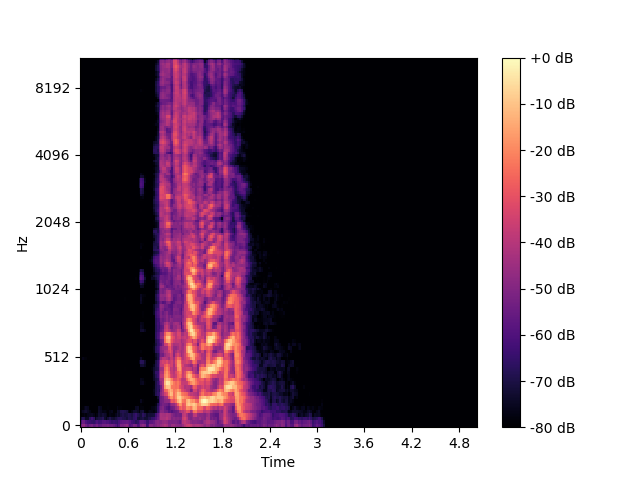 Hz
8192
4096
2048
1024
512
0
0 0.6 1.2 1.8 2.4 3 3.6 4.2 4.8
Time
+0 dB
-10 dB
-20 dB
-30 dB
-40 dB
-50 dB
-60 dB
-70 dB
-80 dB